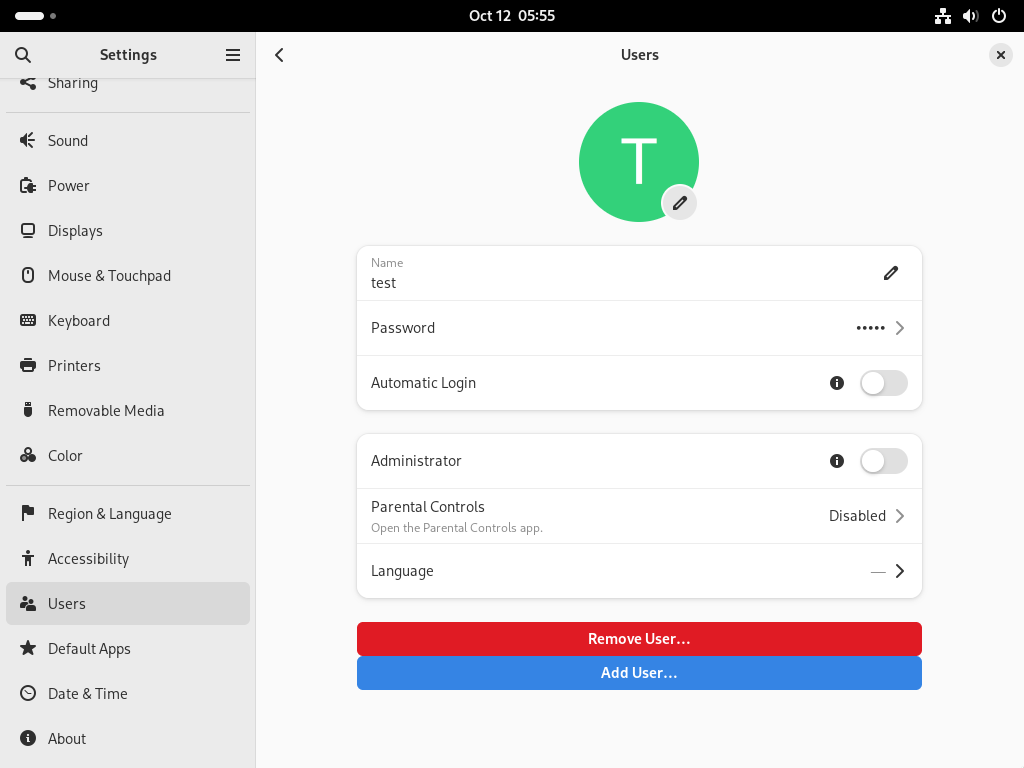 Oct 12 05:55
Settings
Users
Sharing
Sound
Power
Displays
Mouse & Touchpad
Keyboard
Printers
Removable Media
Color
Region & Language
Accessibility
Users
Default Apps
Date & Time
About
T
Name
test
Password •••••
Automatic Login
Administrator
Parental Controls
Open the Parental Controls app.
Disabled
Language —
Remove User...
Add User...